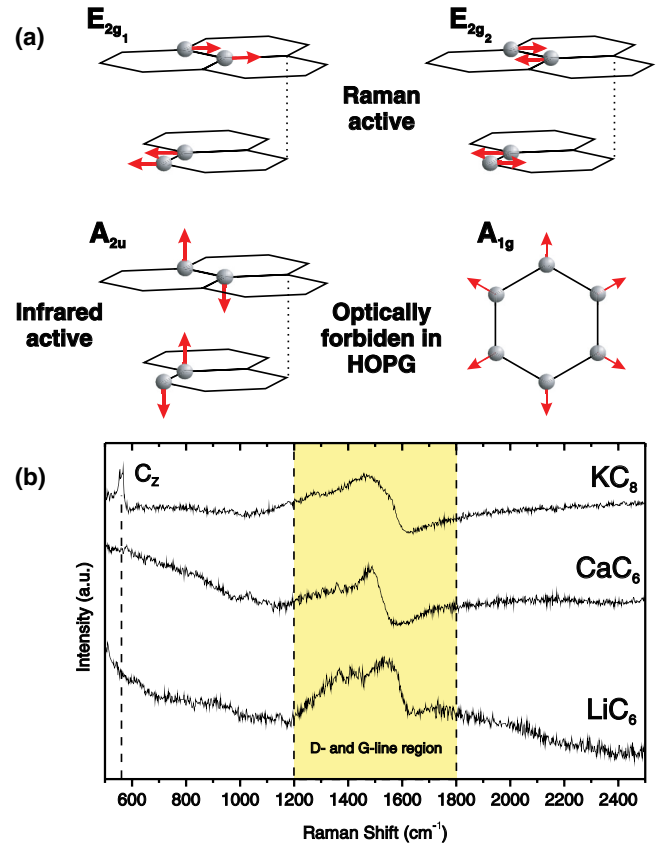 (a)
E2g1
E2g2
Raman
active
A2u
A1g
Infrared
active
Optically
forbiden in
HOPG
(b)
Cz
KC8
CaC6
LiC6
D- and G-line region
Intensity (a.u.)
600 800 1000 1200 1400 1600 1800 2000 2200 2400
Raman Shift (cm-1)